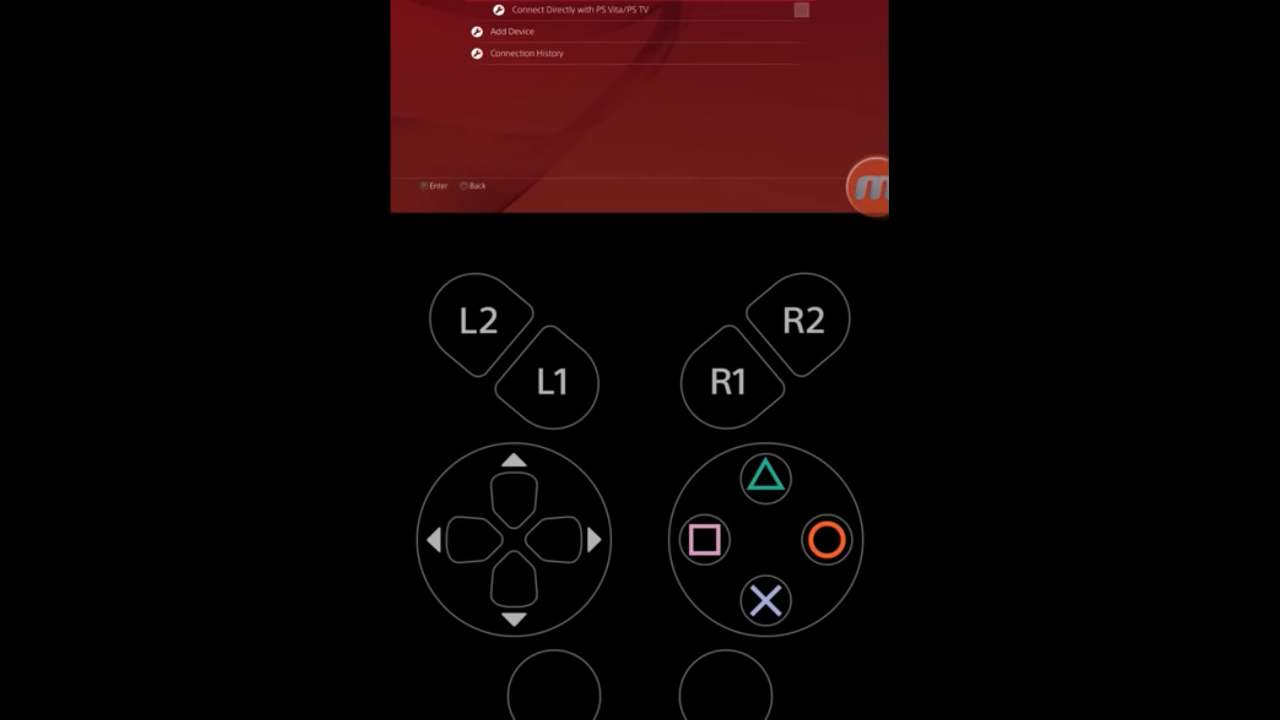 Connect Directly with PS Vita/PS TV
Add Device
Connection History
Enter Back
L2
R2
L1
R1